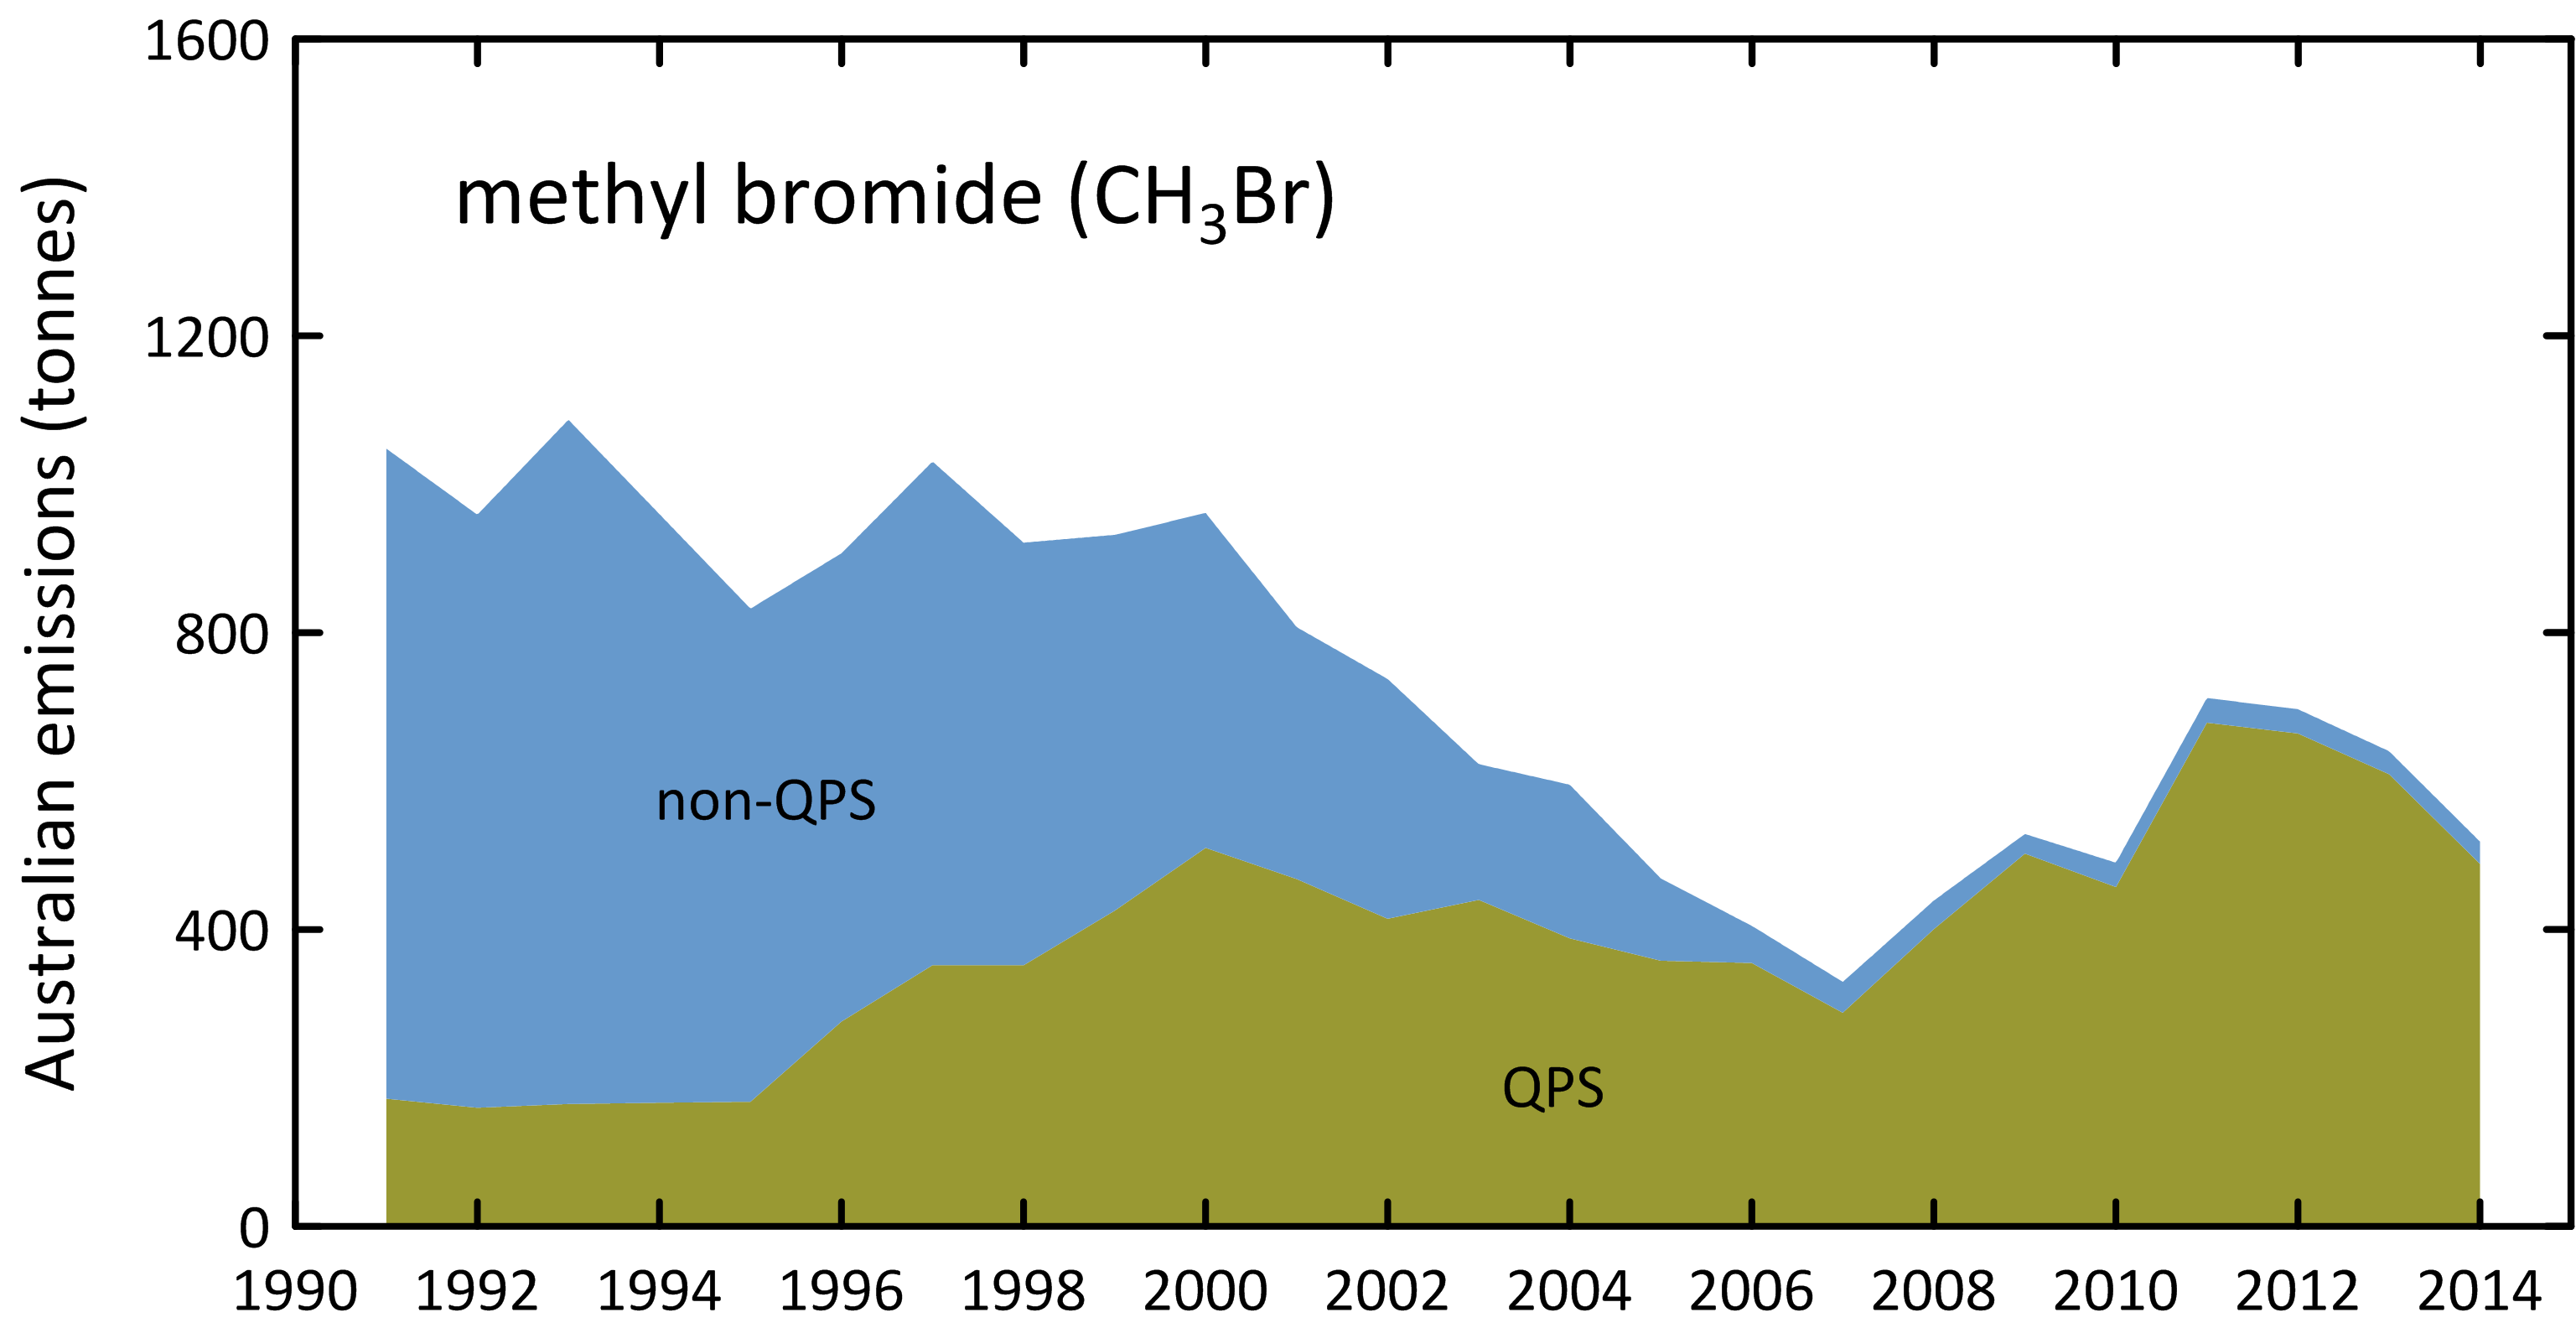 1600
methyl bromide (CH₃Br)
1200
Australian emissions (tonnes)
800
non-QPS
400
QPS
0
1990 1992 1994 1996 1998 2000 2002 2004 2006 2008 2010 2012 2014